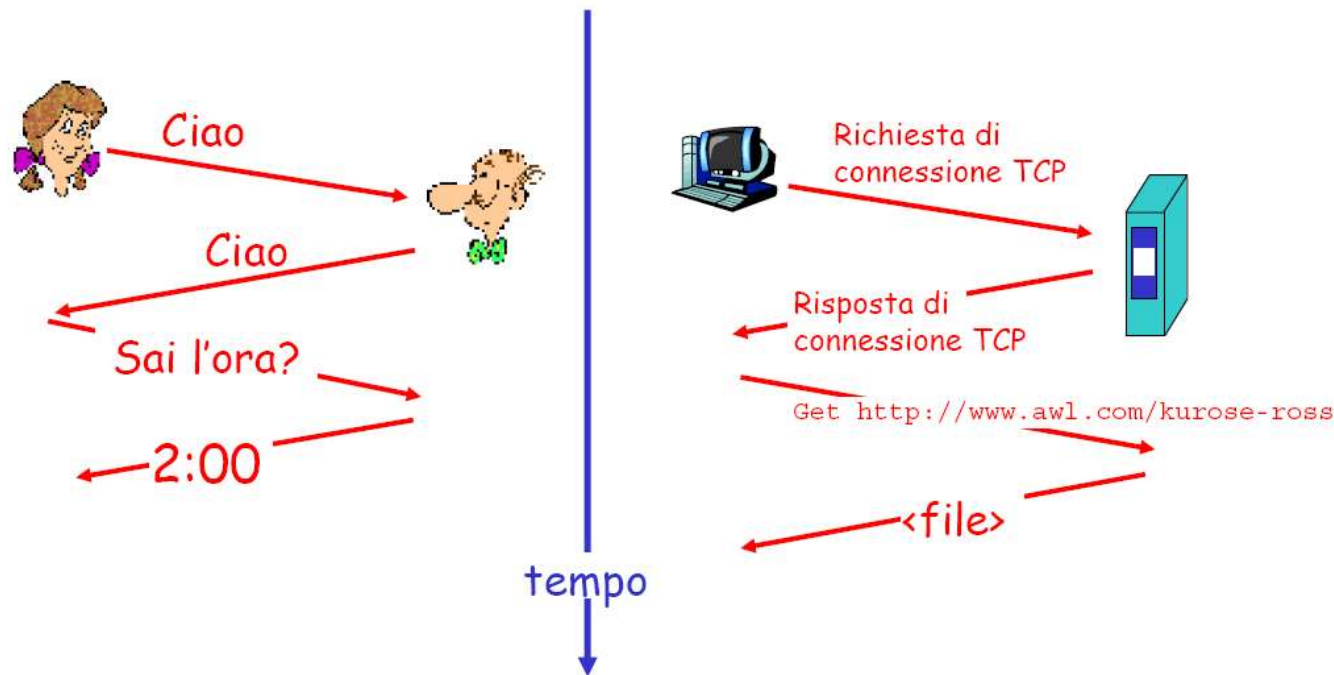 Ciao
Ciao
Sai l'ora?
2:00
tempo
Richiesta di
connessione TCP
Risposta di
connessione TCP
Get http://www.awl.com/kurose-ross
<file>